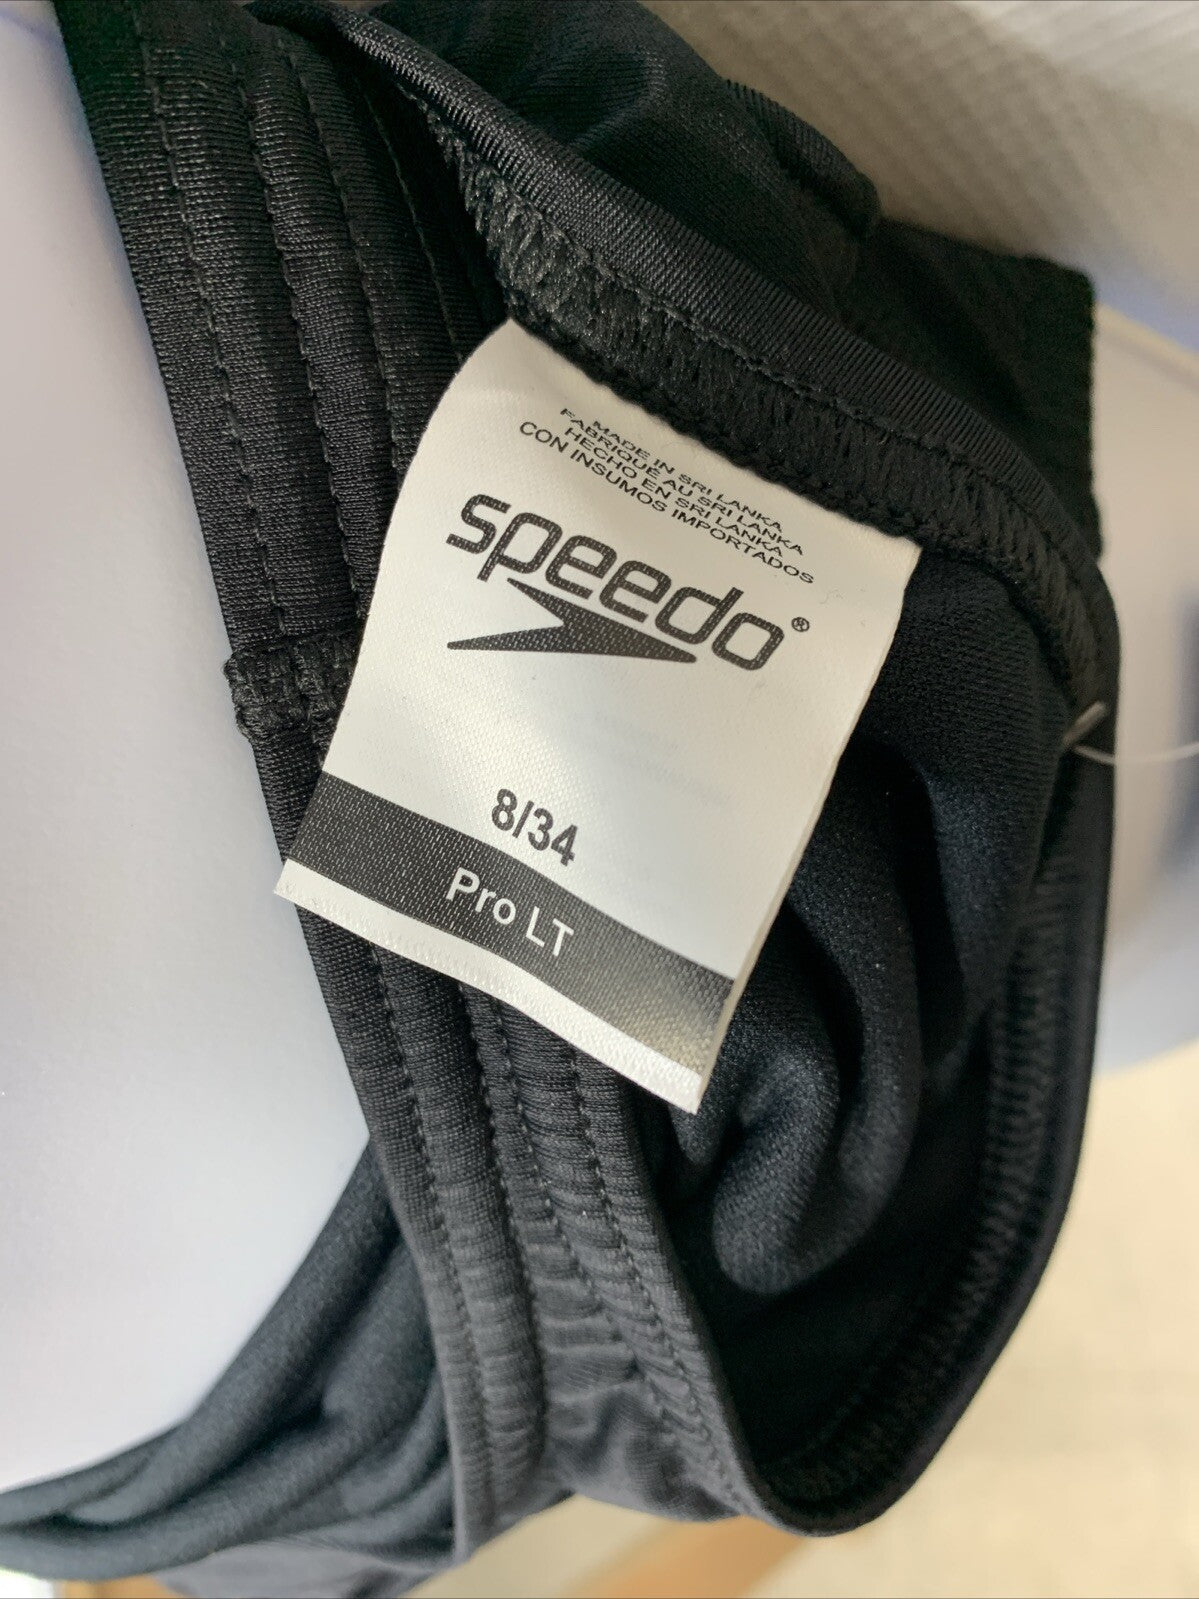 MADE IN SRI LANKA
FABRIQUÉ AU SRI LANKA
HECHO EN SRI LANKA
CON INSUMOS IMPORTADOS
speedo®
8/34
Pro LT